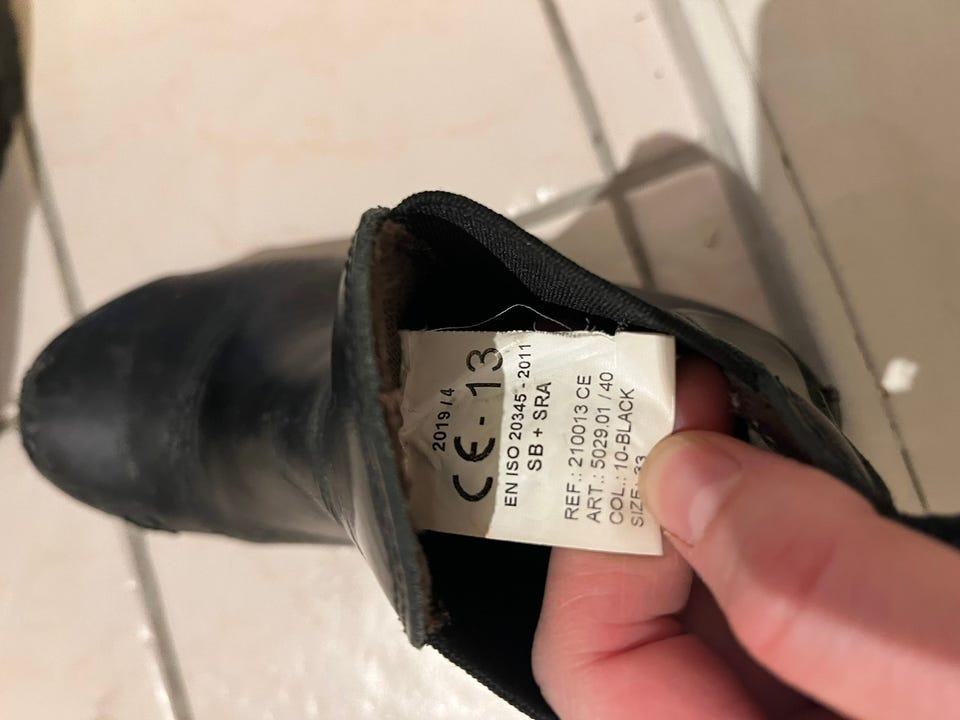 2019 / 4
CE - 13
EN ISO 20345 - 2011
SB + SRA
REF.: 210013 CE
ART.: 5029.01 / 40
COL.: 10-BLACK
SIZE: 33